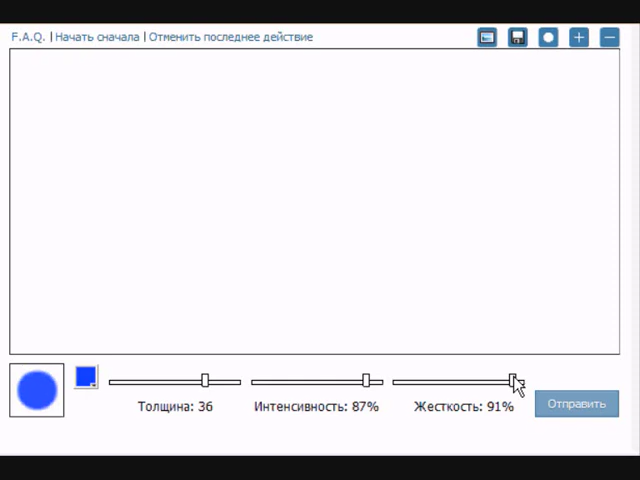 F.A.Q. | Начать сначала | Отменить последнее действие
Толщина: 36 Интенсивность: 87% Жесткость: 91% Отправить